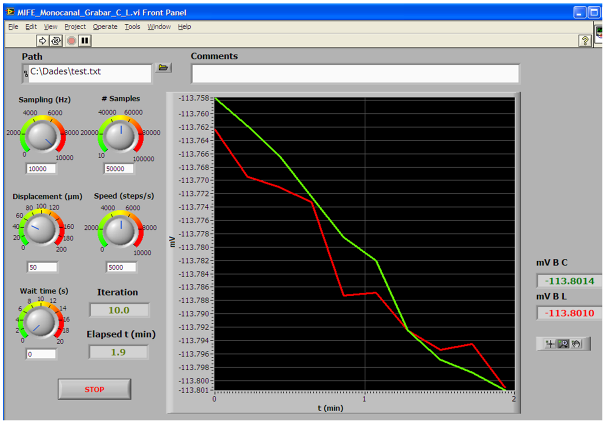 MIFE_Monocanal_Grabar_C_L.vi Front Panel
File Edit View Project Operate Tools Window Help
Path
C:\Dades\test.txt
Comments
Sampling (Hz)
0 2000 4000 6000 8000 10000
10000
# Samples
10 20000 40000 60000 80000 100000
50000
Displacement (µm)
0 20 40 60 80 100 120 140 160 180 200
50
Speed (steps/s)
0 2000 4000 6000 8000 10000
5000
Wait time (s)
0 2 4 6 8 10 12 14 16 18 20
0
Iteration
10.0
Elapsed t (min)
1.9
STOP
mV
-113.758
-113.760
-113.762
-113.764
-113.766
-113.768
-113.770
-113.772
-113.774
-113.776
-113.778
-113.780
-113.782
-113.784
-113.786
-113.788
-113.790
-113.792
-113.794
-113.796
-113.798
-113.800
-113.801
0 1 2
t (min)
mV B C
-113.8014
mV B L
-113.8010